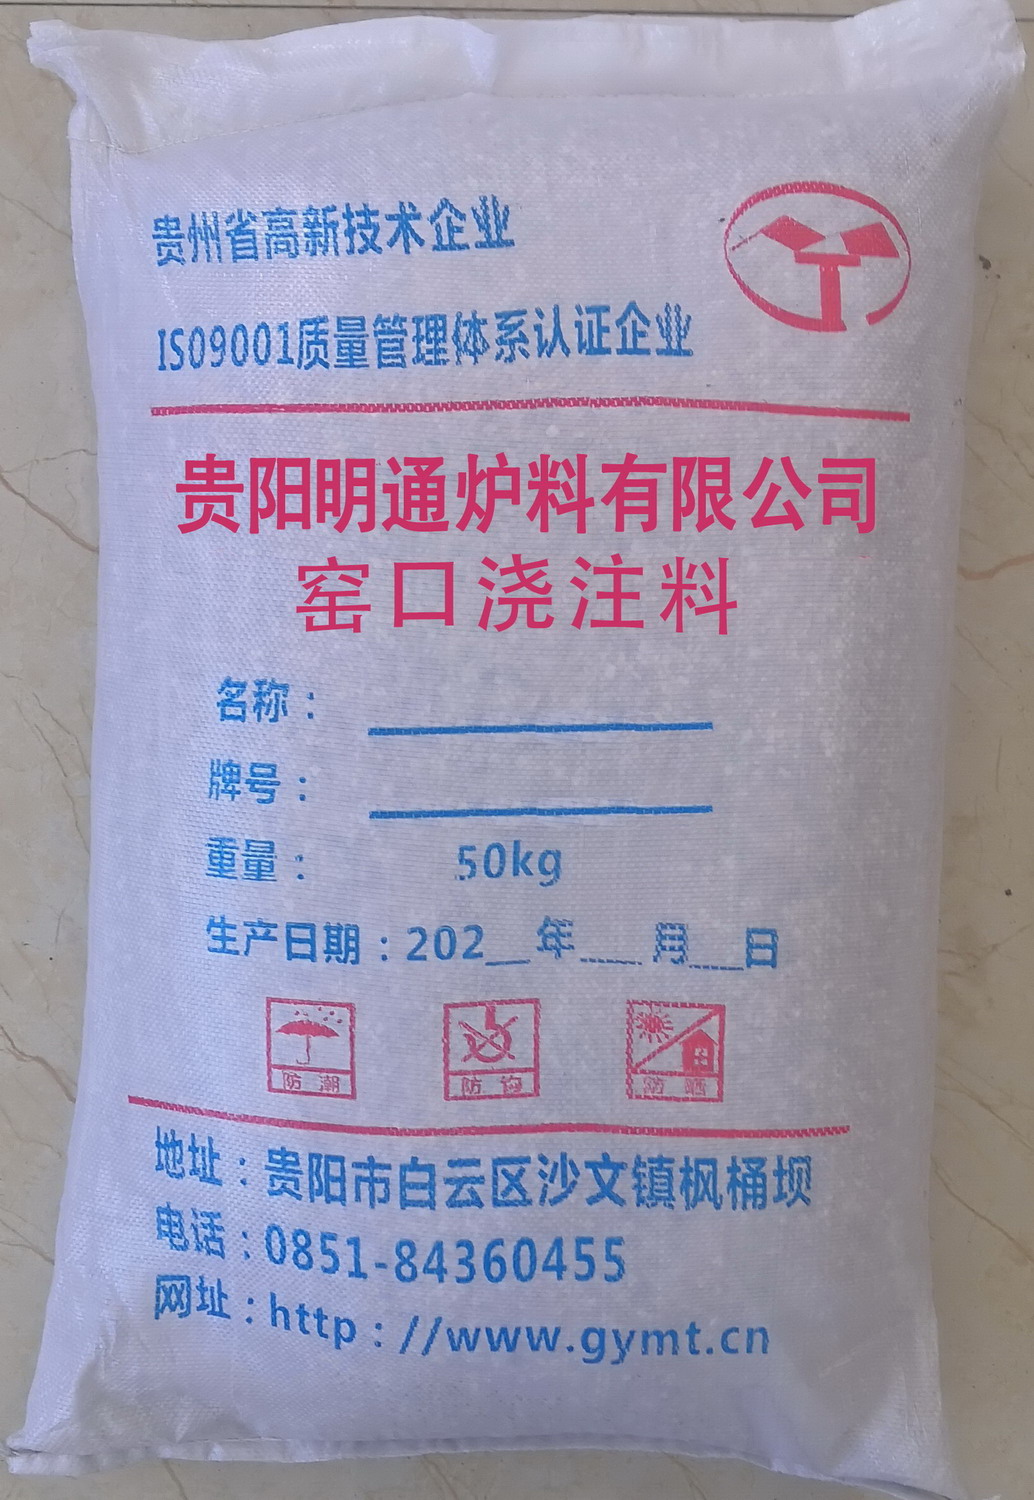 贵州省高新技术企业
ISO9001质量管理体系认证企业
贵阳明通炉料有限公司
窑口浇注料
名称：
牌号：
重量： 50kg
生产日期：202__年____月____日
防潮 防钩 防晒
地址：贵阳市白云区沙文镇枫桶坝
电话：0851-84360455
网址：http：//www.gymt.cn